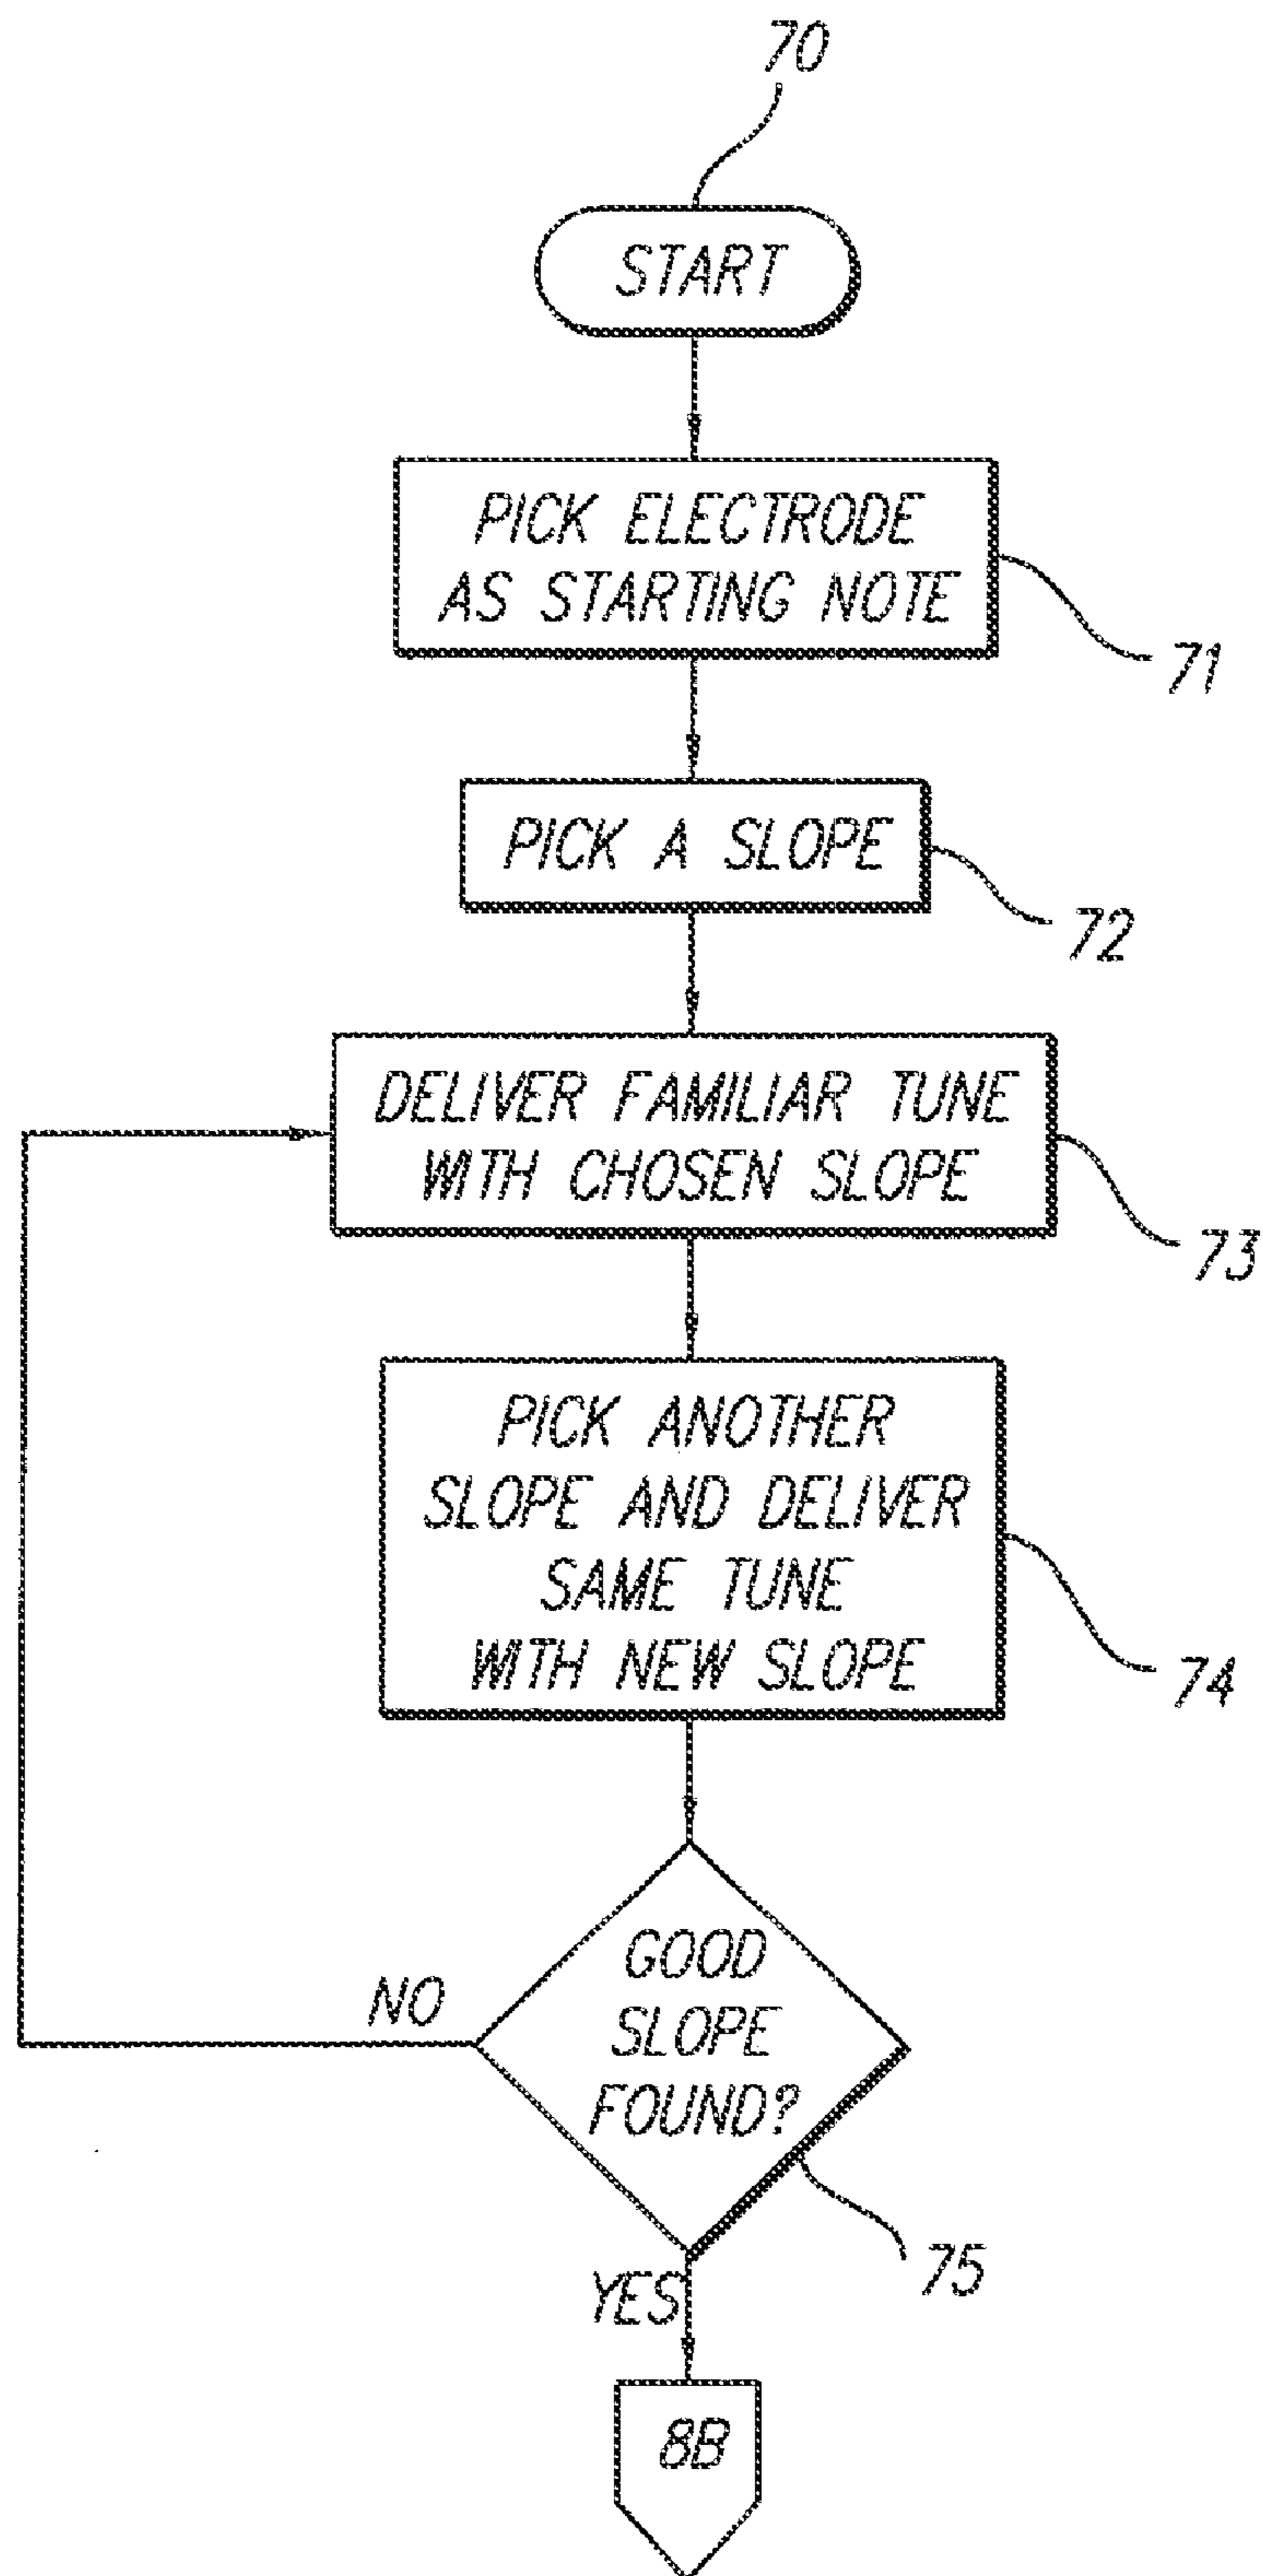 70
START
PICK ELECTRODE
AS STARTING NOTE
71
PICK A SLOPE
72
DELIVER FAMILIAR TUNE
WITH CHOSEN SLOPE
73
PICK ANOTHER
SLOPE AND DELIVER
SAME TUNE
WITH NEW SLOPE
74
GOOD
SLOPE
FOUND?
NO
75
YES
8B